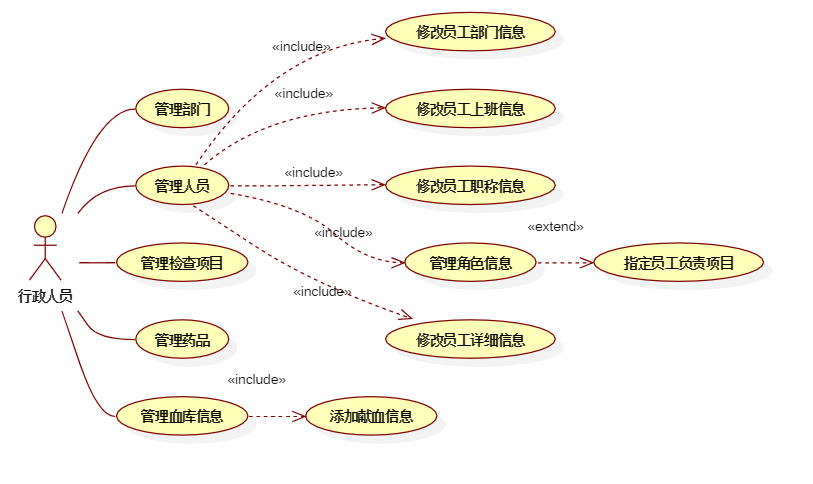 修改员工部门信息
«include»
«include»
管理部门
修改员工上班信息
«include»
管理人员
修改员工职称信息
«include»
«extend»
管理检查项目
管理角色信息
指定员工负责项目
行政人员
«include»
管理药品
修改员工详细信息
«include»
管理血库信息
添加献血信息